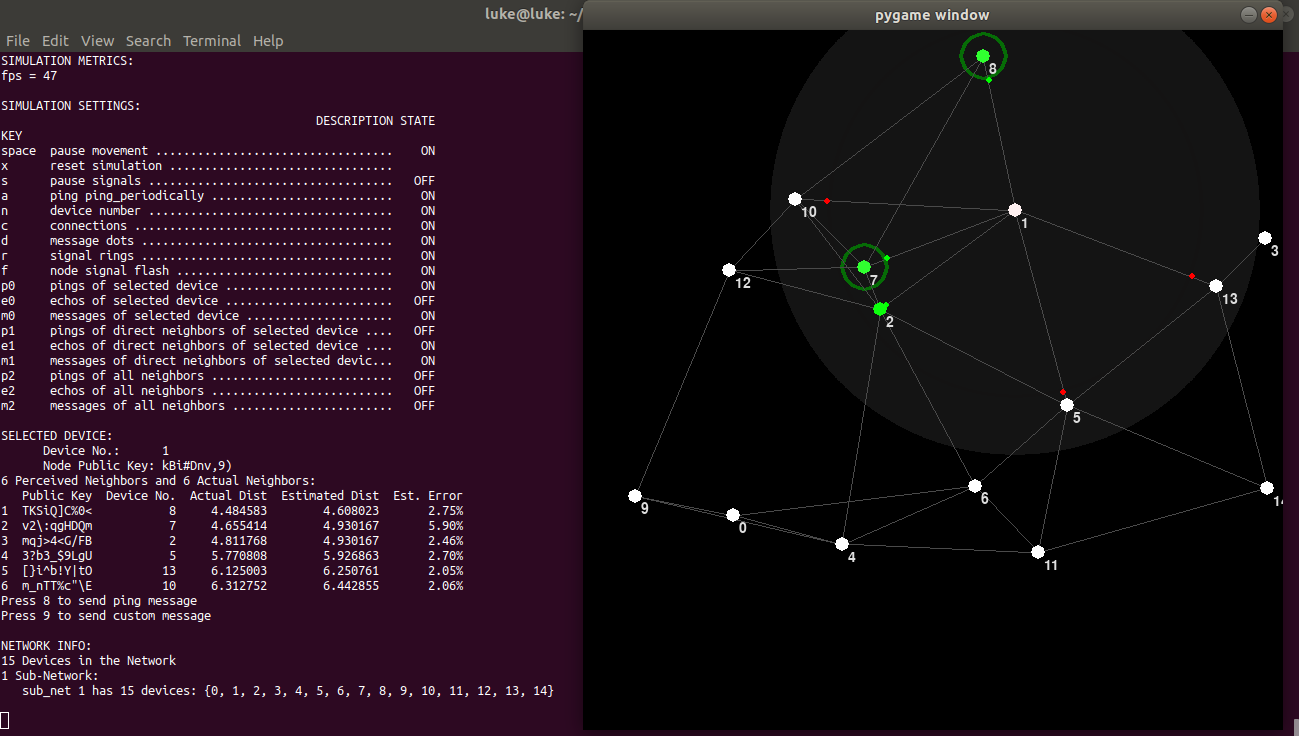 luke@luke: ~/
pygame window
File Edit View Search Terminal Help
SIMULATION METRICS:
fps = 47
SIMULATION SETTINGS:
DESCRIPTION STATE
KEY
space pause movement .................................. ON
x reset simulation ................................
s pause signals ................................... OFF
a ping ping_periodically .......................... ON
n device number ................................... ON
c connections ..................................... ON
d message dots .................................... ON
r signal rings .................................... ON
f node signal flash ............................... ON
p0 pings of selected device ........................ ON
e0 echos of selected device ........................ OFF
m0 messages of selected device ..................... ON
p1 pings of direct neighbors of selected device .... OFF
e1 echos of direct neighbors of selected device .... ON
m1 messages of direct neighbors of selected devic... ON
p2 pings of all neighbors .......................... OFF
e2 echos of all neighbors .......................... OFF
m2 messages of all neighbors ....................... OFF
SELECTED DEVICE:
Device No.: 1
Node Public Key: kBi#Dnv,9)
6 Perceived Neighbors and 6 Actual Neighbors:
Public Key Device No. Actual Dist Estimated Dist Est. Error
1 TKSiQ]C%0< 8 4.484583 4.608023 2.75%
2 v2\:qgHDQm 7 4.655414 4.930167 5.90%
3 mqj>4<G/FB 2 4.811768 4.930167 2.46%
4 3?b3_$9LgU 5 5.770808 5.926863 2.70%
5 [}i^b!Y|tO 13 6.125003 6.250761 2.05%
6 m_nTT%c"\E 10 6.312752 6.442855 2.06%
Press 8 to send ping message
Press 9 to send custom message
NETWORK INFO:
15 Devices in the Network
1 Sub-Network:
sub_net 1 has 15 devices: {0, 1, 2, 3, 4, 5, 6, 7, 8, 9, 10, 11, 12, 13, 14}
8
10
1
3
7
12
13
2
5
6
9
14
0
4
11